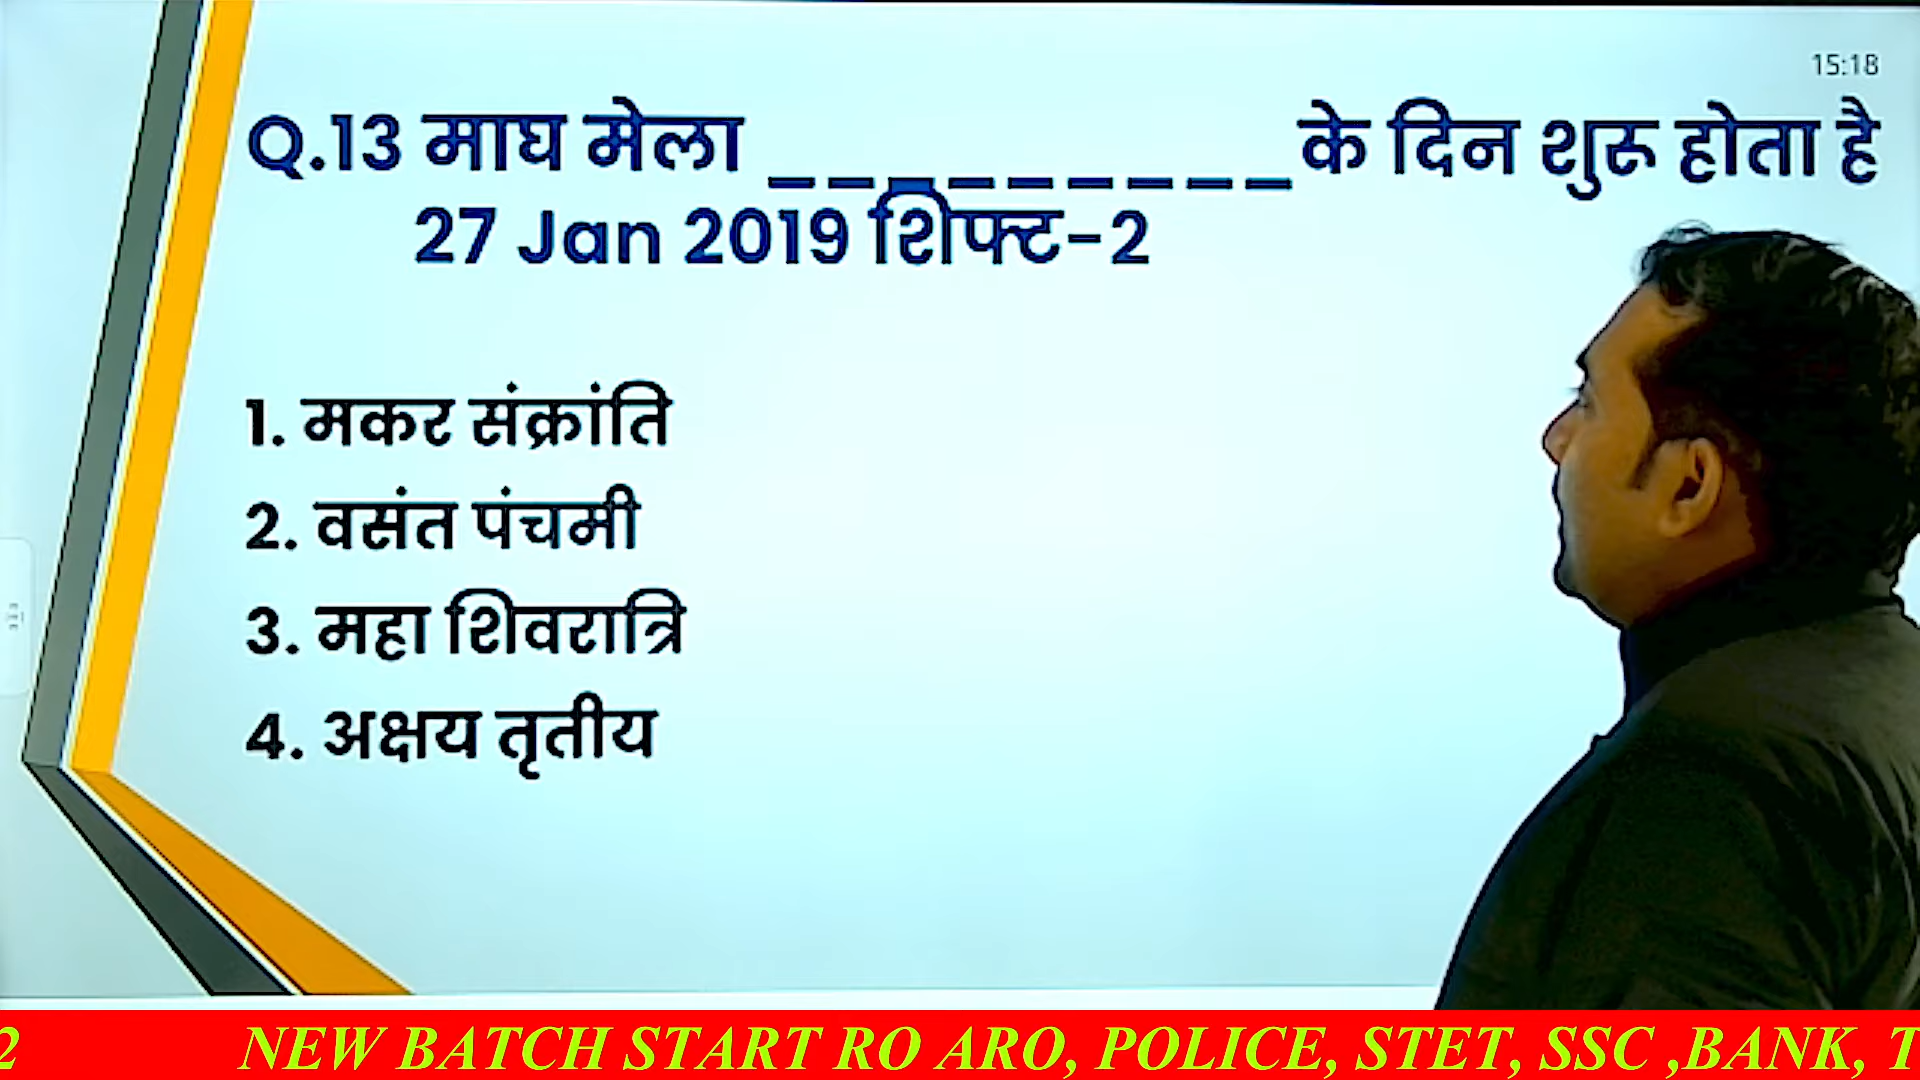 15:18
Q.13 माघ मेला _ _ _ _ _ _ _ _ _ के दिन शुरू होता है
27 Jan 2019 शिफ्ट-2
1. मकर संक्रांति
2. वसंत पंचमी
3. महा शिवरात्रि
4. अक्षय तृतीय
2 NEW BATCH START RO ARO, POLICE, STET, SSC ,BANK, T